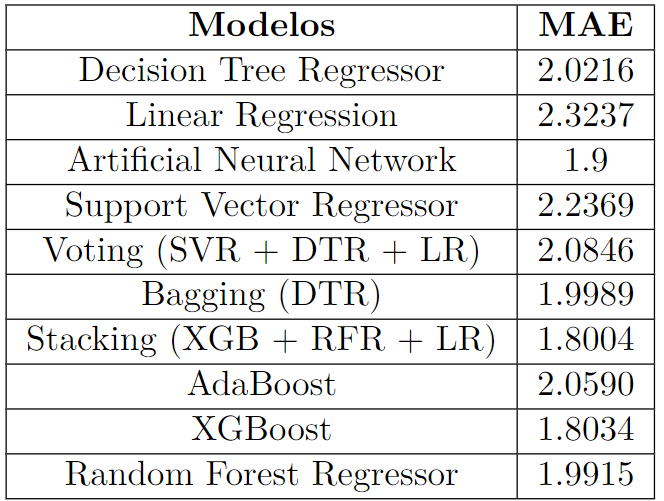 Modelos MAE
Decision Tree Regressor 2.0216
Linear Regression 2.3237
Artificial Neural Network 1.9
Support Vector Regressor 2.2369
Voting (SVR + DTR + LR) 2.0846
Bagging (DTR) 1.9989
Stacking (XGB + RFR + LR) 1.8004
AdaBoost 2.0590
XGBoost 1.8034
Random Forest Regressor 1.9915